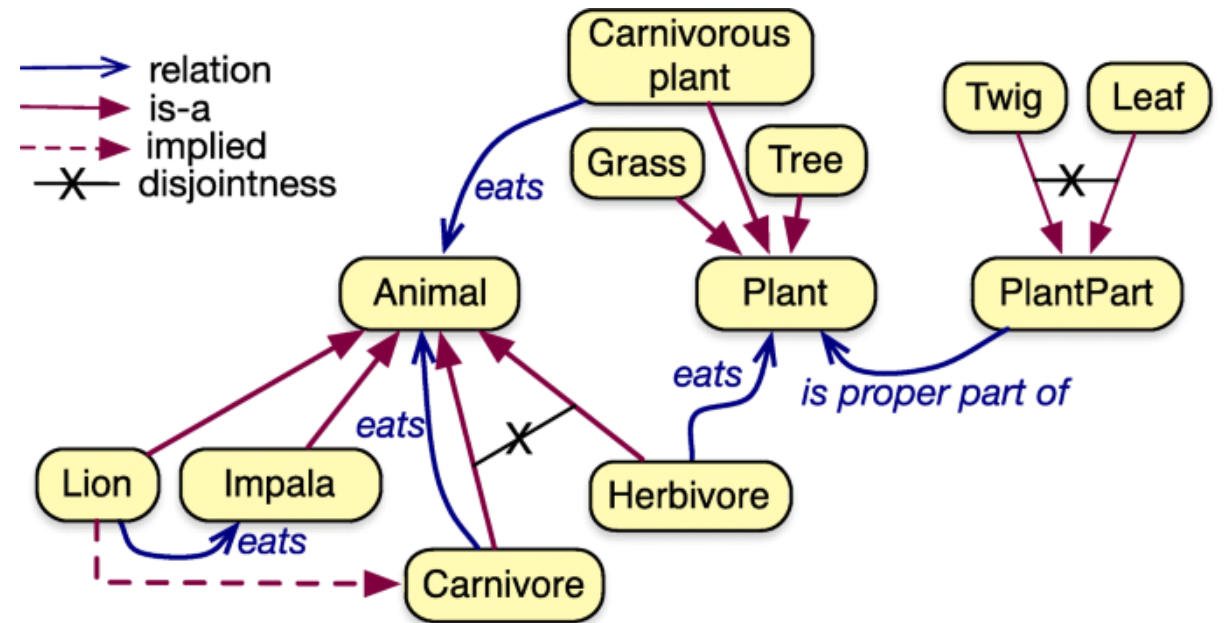 relation
is-a
implied
X disjointness
Carnivorous
plant
Twig
Leaf
Grass
Tree
eats
X
Animal
Plant
PlantPart
eats
is proper part of
eats
X
Lion
Impala
Herbivore
eats
Carnivore